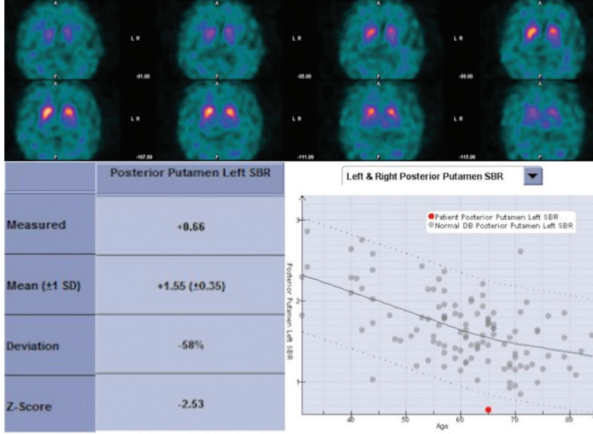 A A A A
L R L R L R
-91.00 -95.00 -99.00
P P P P
A A A A
L R L R L R
-107.00 -111.00 -115.00
Posterior Putamen Left SBR
Measured +0.66
Mean (±1 SD) +1.55 (±0.35)
Deviation -58%
Z-Score -2.53
Left & Right Posterior Putamen SBR
Patient Posterior Putamen Left SBR
Normal DB Posterior Putamen Left SBR
Posterior Putamen Left SBR
3
2
1
40 50 60 70 80
Age